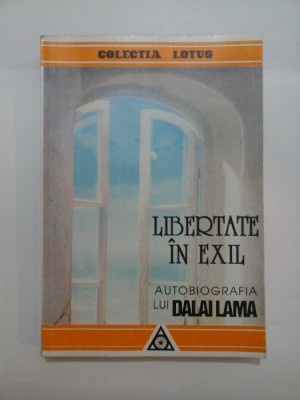 COLECTIA LOTUS
LIBERTATE
ÎN EXIL
AUTOBIOGRAFIA
LUI DALAI LAMA